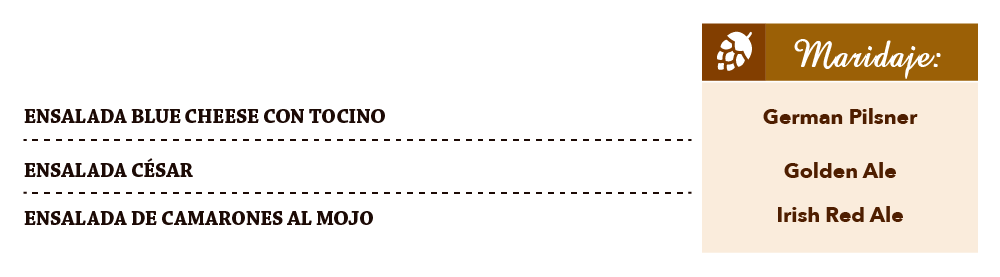 Maridaje:
ENSALADA BLUE CHEESE CON TOCINO German Pilsner
ENSALADA CÉSAR Golden Ale
ENSALADA DE CAMARONES AL MOJO Irish Red Ale